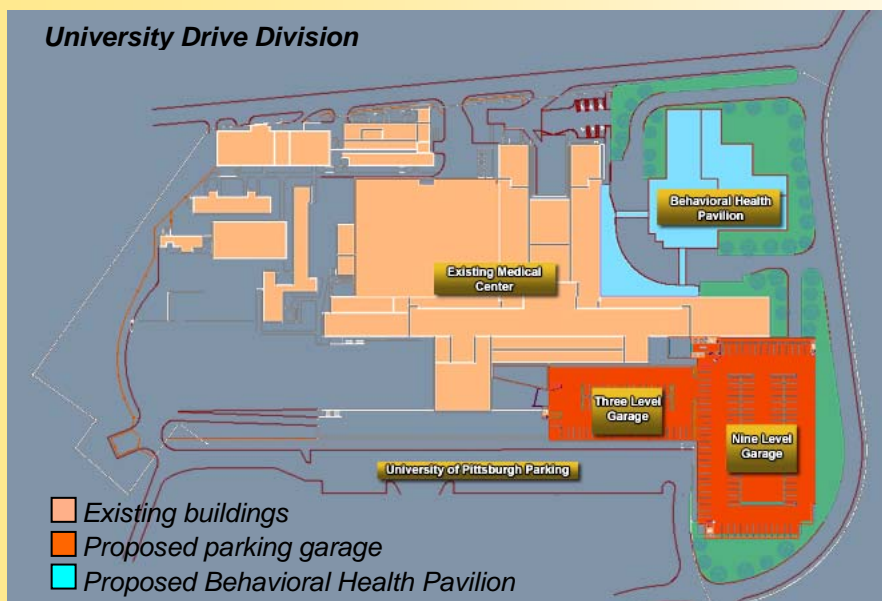 University Drive Division
Behavioral Health
Pavilion
Existing Medical
Center
Three Level
Garage
Nine Level
Garage
University of Pittsburgh Parking
Existing buildings
Proposed parking garage
Proposed Behavioral Health Pavilion